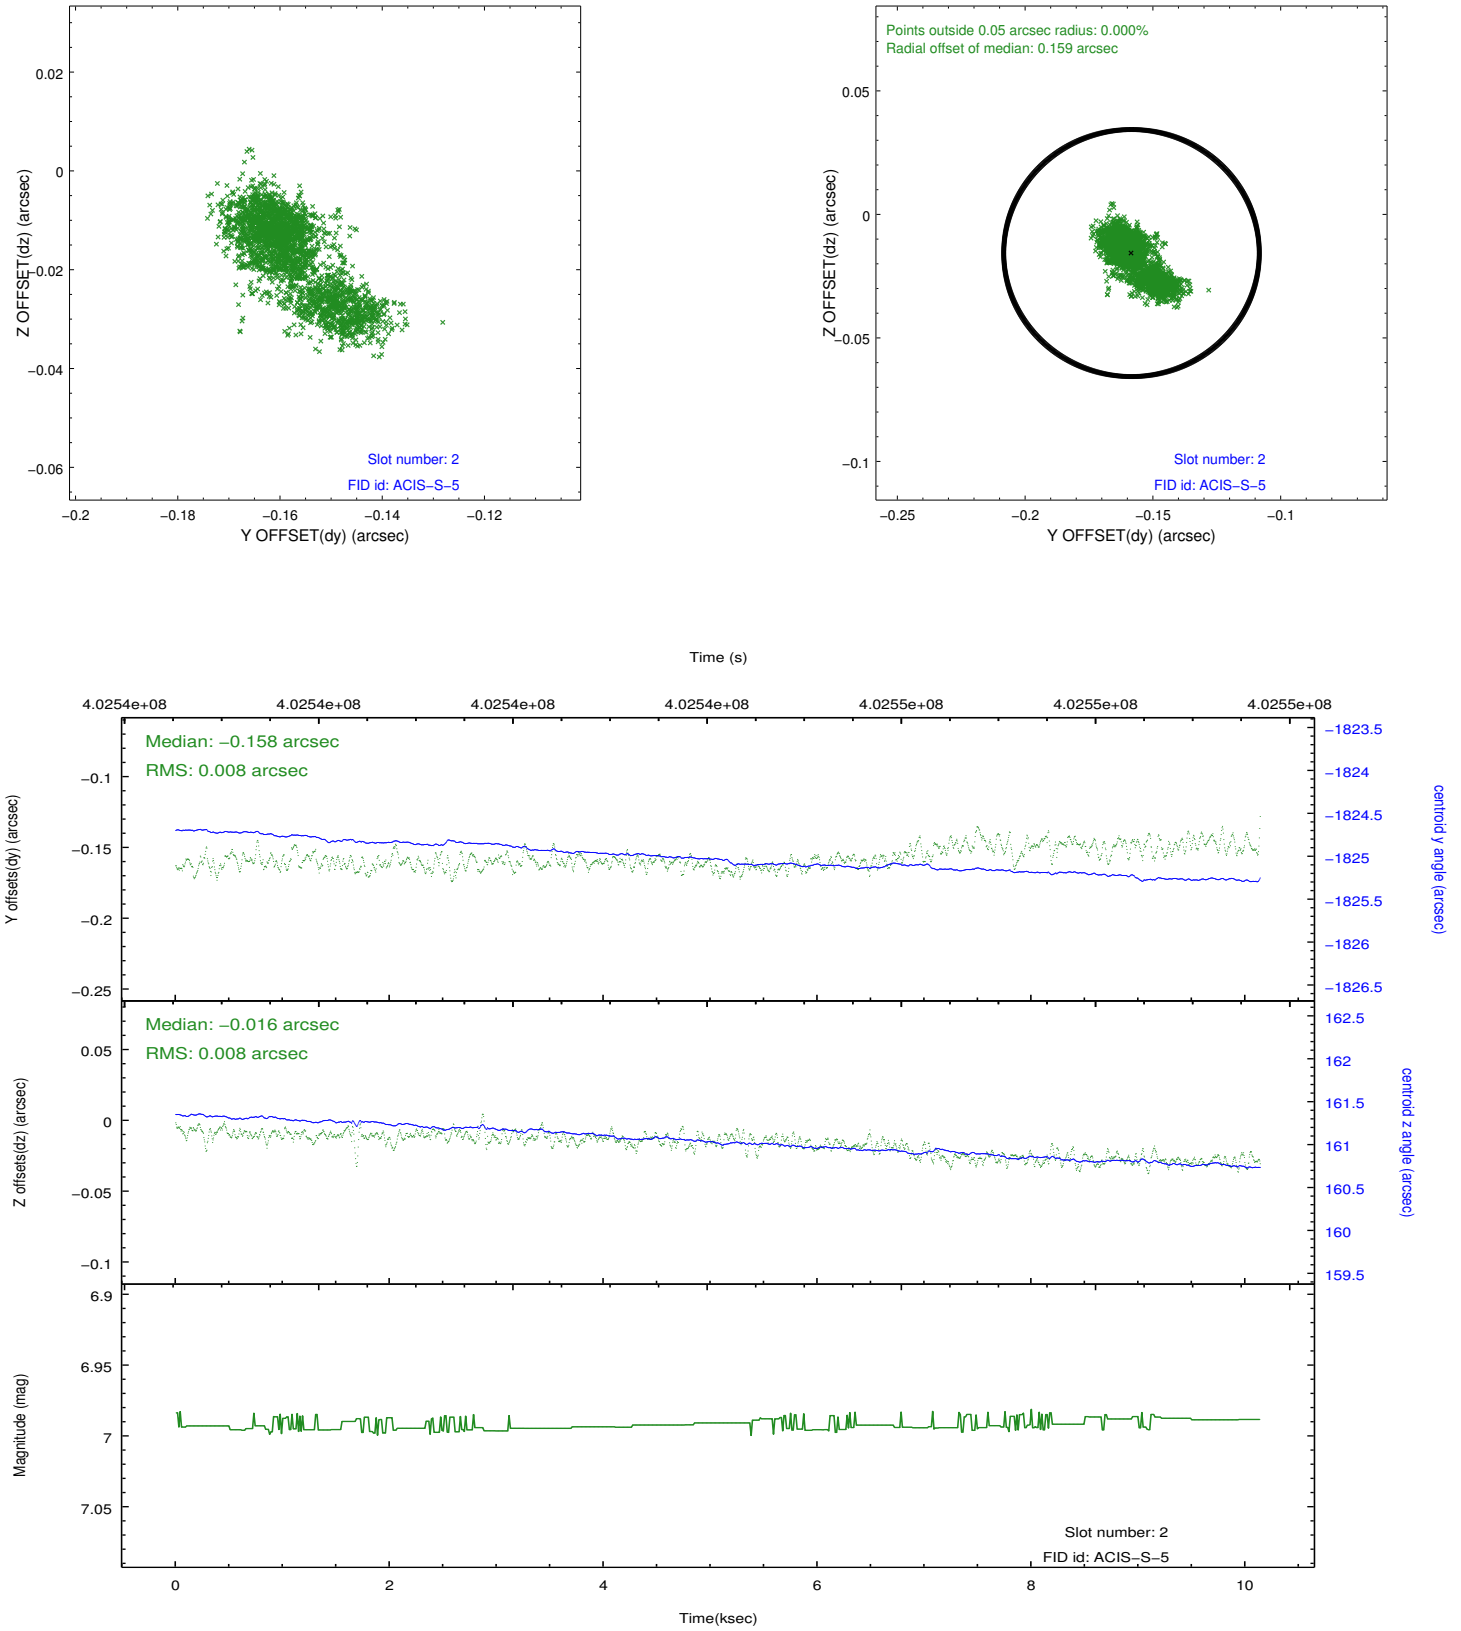 0.02
0
−0.02
−0.04
−0.06
Z OFFSET(dz) (arcsec)
Slot number: 2
FID id: ACIS−S−5
−0.2 −0.18 −0.16 −0.14 −0.12
Y OFFSET(dy) (arcsec)
Points outside 0.05 arcsec radius: 0.000%
Radial offset of median: 0.159 arcsec
0.05
0
−0.05
−0.1
Z OFFSET(dz) (arcsec)
Slot number: 2
FID id: ACIS−S−5
−0.25 −0.2 −0.15 −0.1
Y OFFSET(dy) (arcsec)
Time (s)
4.0254e+08 4.0254e+08 4.0254e+08 4.0254e+08 4.0255e+08 4.0255e+08 4.0255e+08
Median: −0.158 arcsec
RMS: 0.008 arcsec
−0.1
−0.15
−0.2
−0.25
Y offsets(dy) (arcsec)
−1823.5
−1824
−1824.5
−1825
−1825.5
−1826
−1826.5
centroid y angle (arcsec)
Median: −0.016 arcsec
RMS: 0.008 arcsec
0.05
0
−0.05
−0.1
Z offsets(dz) (arcsec)
162.5
162
161.5
161
160.5
160
159.5
centroid z angle (arcsec)
6.9
6.95
7
7.05
Magnitude (mag)
Slot number: 2
FID id: ACIS−S−5
0 2 4 6 8 10
Time(ksec)